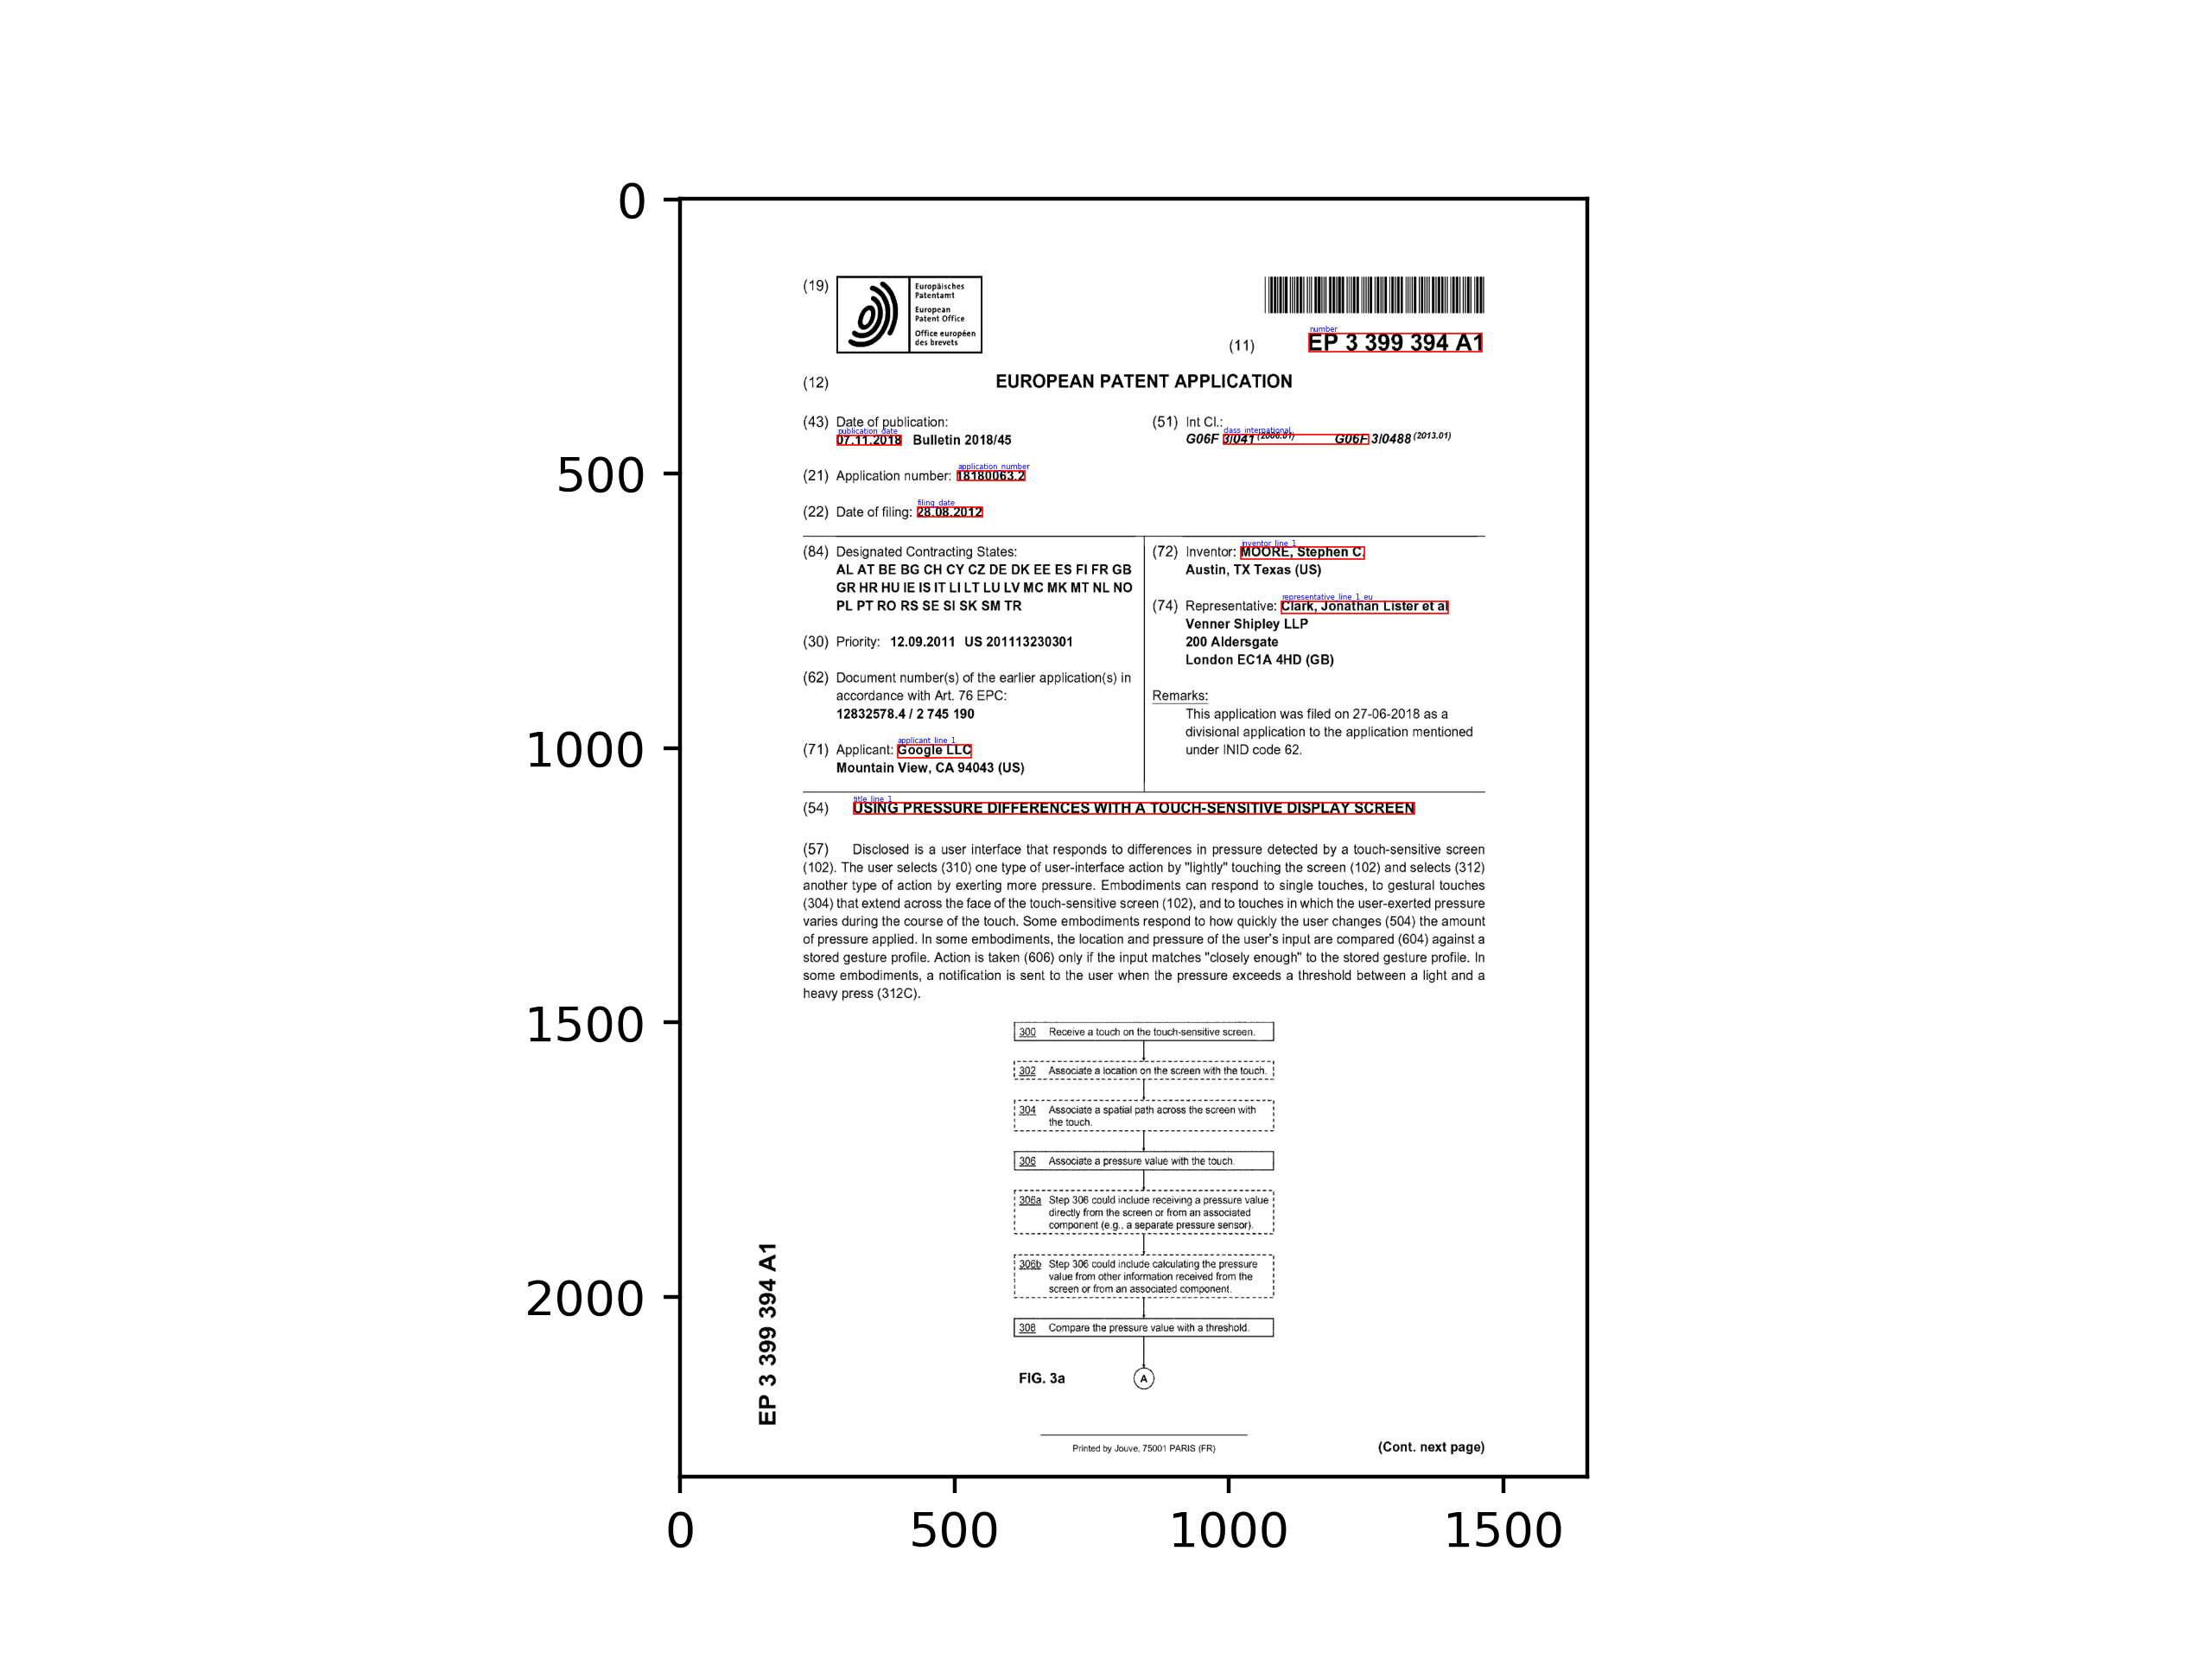 0
500
1000
1500
2000
0
500
1000
1500
(19)
Europäisches
Patentamt
European
Patent Office
Office européen
des brevets
number
(11)
EP 3 399 394 A1
(12)
EUROPEAN PATENT APPLICATION
(43) Date of publication:
publication_date
07.11.2018 Bulletin 2018/45
(51) Int Cl.:
class_international
G06F 3/041 (2006.01) G06F 3/0488 (2013.01)
application_number
(21) Application number: 18180063.2
filing_date
(22) Date of filing: 28.08.2012
(84) Designated Contracting States:
AL AT BE BG CH CY CZ DE DK EE ES FI FR GB
GR HR HU IE IS IT LI LT LU LV MC MK MT NL NO
PL PT RO RS SE SI SK SM TR
(30) Priority: 12.09.2011 US 201113230301
(62) Document number(s) of the earlier application(s) in
accordance with Art. 76 EPC:
12832578.4 / 2 745 190
applicant_line_1
(71) Applicant: Google LLC
Mountain View, CA 94043 (US)
inventor_line_1
(72) Inventor: MOORE, Stephen C.
Austin, TX Texas (US)
representative_line_1_eu
(74) Representative: Clark, Jonathan Lister et al
Venner Shipley LLP
200 Aldersgate
London EC1A 4HD (GB)
Remarks:
This application was filed on 27-06-2018 as a
divisional application to the application mentioned
under INID code 62.
title_line_1
(54) USING PRESSURE DIFFERENCES WITH A TOUCH-SENSITIVE DISPLAY SCREEN
(57) Disclosed is a user interface that responds to differences in pressure detected by a touch-sensitive screen
(102). The user selects (310) one type of user-interface action by "lightly" touching the screen (102) and selects (312)
another type of action by exerting more pressure. Embodiments can respond to single touches, to gestural touches
(304) that extend across the face of the touch-sensitive screen (102), and to touches in which the user-exerted pressure
varies during the course of the touch. Some embodiments respond to how quickly the user changes (504) the amount
of pressure applied. In some embodiments, the location and pressure of the user's input are compared (604) against a
stored gesture profile. Action is taken (606) only if the input matches "closely enough" to the stored gesture profile. In
some embodiments, a notification is sent to the user when the pressure exceeds a threshold between a light and a
heavy press (312C).
300 Receive a touch on the touch-sensitive screen.
302 Associate a location on the screen with the touch.
304 Associate a spatial path across the screen with
the touch.
306 Associate a pressure value with the touch.
306a Step 306 could include receiving a pressure value
directly from the screen or from an associated
component (e.g., a separate pressure sensor).
306b Step 306 could include calculating the pressure
value from other information received from the
screen or from an associated component.
308 Compare the pressure value with a threshold.
FIG. 3a
A
EP 3 399 394 A1
Printed by Jouve, 75001 PARIS (FR)
(Cont. next page)